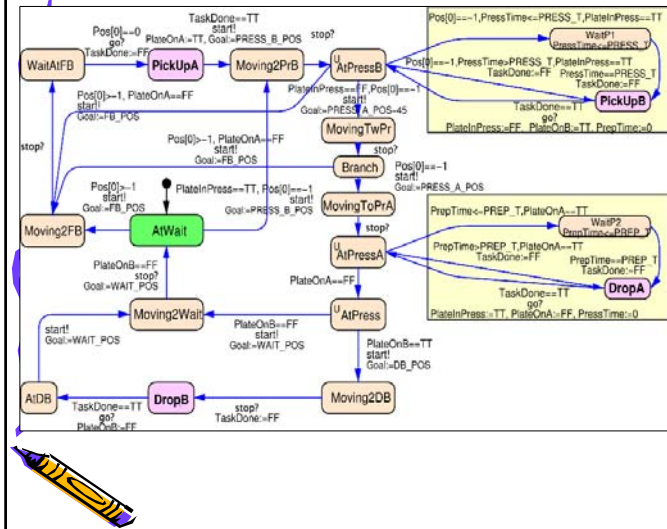 Pos[0]==0
go?
TaskDone:=FF
WaitAtFB
PickUpA
TaskDone==TT
start!
PlateOnA:=TT, Goal:=PRESS_B_POS
Moving2PrB
stop?
U AtPressB
Pos[0]==-1,PressTime<=PRESS_T,PlateInPress==TT
WaitP1
PressTime<=PRESS_T
Pos[0]==-1,PressTime>PRESS_T,PlateInPress==TT
TaskDone:=FF
PressTime==PRESS_T
TaskDone:=FF
PickUpB
TaskDone==TT
go?
PlateInPress:=FF, PlateOnB:=TT, PrepTime:=0
Pos[0]>-1, PlateOnA==FF
start!
Goal:=FB_POS
PlateInPress==FF,Pos[0]==-1
start!
Goal:=PRESS_A_POS-45
MovingTwPr
stop?
Branch
Pos[0]>-1, PlateOnA==FF
start!
Goal:=FB_POS
stop?
Pos[0]==-1
start!
Goal:=PRESS_A_POS
MovingToPrA
PlateInPress==TT, Pos[0]==-1
start!
Goal:=PRESS_B_POS
Pos[0]>-1
start!
Goal:=FB_POS
Moving2FB
AtWait
stop?
U AtPressA
PrepTime<=PREP_T,PlateOnA==TT
WaitP2
PrepTime<=PREP_T
PrepTime>PREP_T,PlateOnA==TT
TaskDone:=FF
PrepTime==PREP_T
TaskDone:=FF
DropA
TaskDone==TT
go?
PlateInPress:=TT, PlateOnA:=FF, PressTime:=0
PlateOnB==FF
stop?
Goal:=WAIT_POS
PlateOnA==FF
Moving2Wait
PlateOnB==FF
start!
Goal:=WAIT_POS
U AtPress
start!
Goal:=WAIT_POS
PlateOnB==TT
start!
Goal:=DB_POS
AtDB
TaskDone==TT
go?
PlateOnB:=FF
DropB
stop?
TaskDone:=FF
Moving2DB